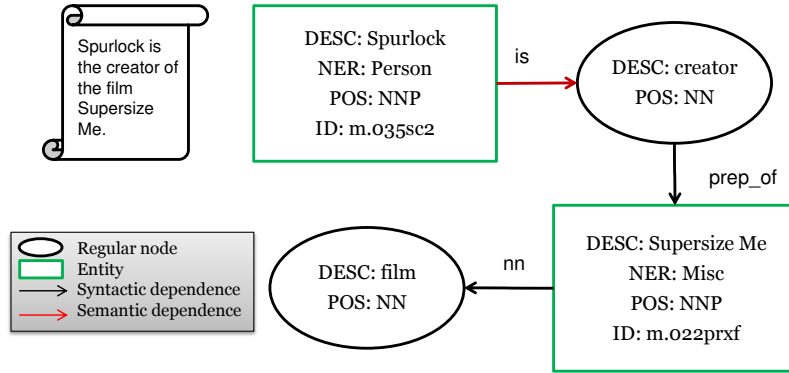 Spurlock is
the creator of
the film
Supersize
Me.
DESC: Spurlock
NER: Person
POS: NNP
ID: m.035sc2
is
DESC: creator
POS: NN
prep_of
DESC: Supersize Me
NER: Misc
POS: NNP
ID: m.022prxf
nn
DESC: film
POS: NN
Regular node
Entity
Syntactic dependence
Semantic dependence